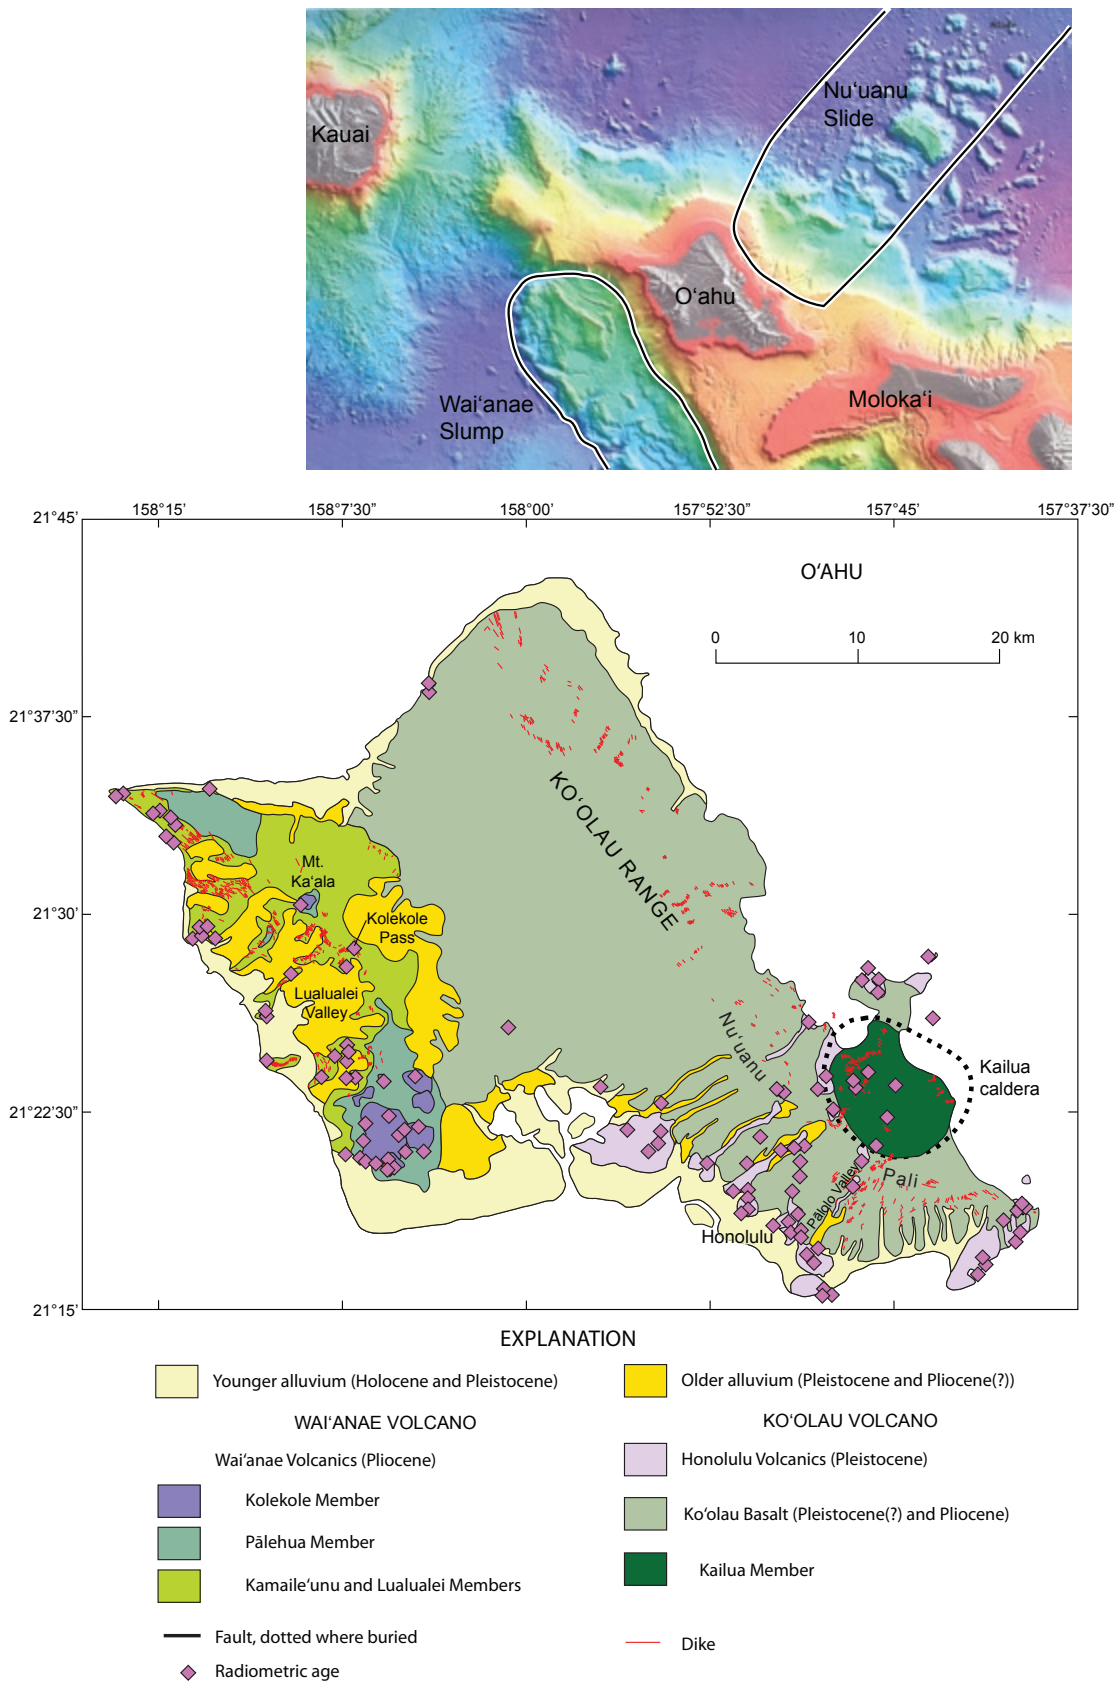 Nu‘uanu
Slide
Kauai
O‘ahu
Moloka‘i
Wai‘anae
Slump
158°15’
158°07’30”
158°00’
157°52’30”
157°45’
157°37’30”
21°45’
O‘AHU
0
10
20 km
21°37’30”
KO‘OLAU RANGE
Mt.
Ka‘ala
21°30’
Kolekole
Pass
Lualualei
Valley
Nu‘uanu
Kailua
caldera
21°22’30”
Pali
Pālolo Valley
Honolulu
21°15’
EXPLANATION
Younger alluvium (Holocene and Pleistocene)
Older alluvium (Pleistocene and Pliocene(?))
WAI‘ANAE VOLCANO
KO‘OLAU VOLCANO
Wai‘anae Volcanics (Pliocene)
Honolulu Volcanics (Pleistocene)
Kolekole Member
Ko‘olau Basalt (Pleistocene(?) and Pliocene)
Pālehua Member
Kailua Member
Kamaile‘unu and Lualualei Members
Fault, dotted where buried
Dike
Radiometric age